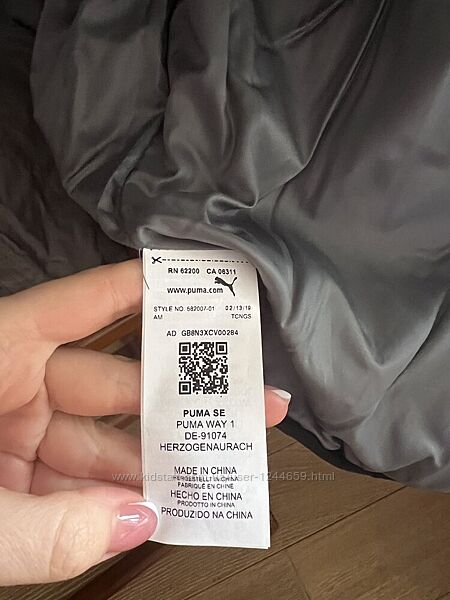 RN 62200 CA 06311
www.puma.com
STYLE NO. 582007-01 02/13/19
AM TCNGS
AD GB8N3XCV00284
PUMA SE
PUMA WAY 1
DE-91074
HERZOGENAURACH
MADE IN CHINA
HERGESTELLT IN CHINA
FABRIQUÉ EN CHINE
HECHO EN CHINA
PRODOTTO IN CHINA
PRODUZIDO NA CHINA